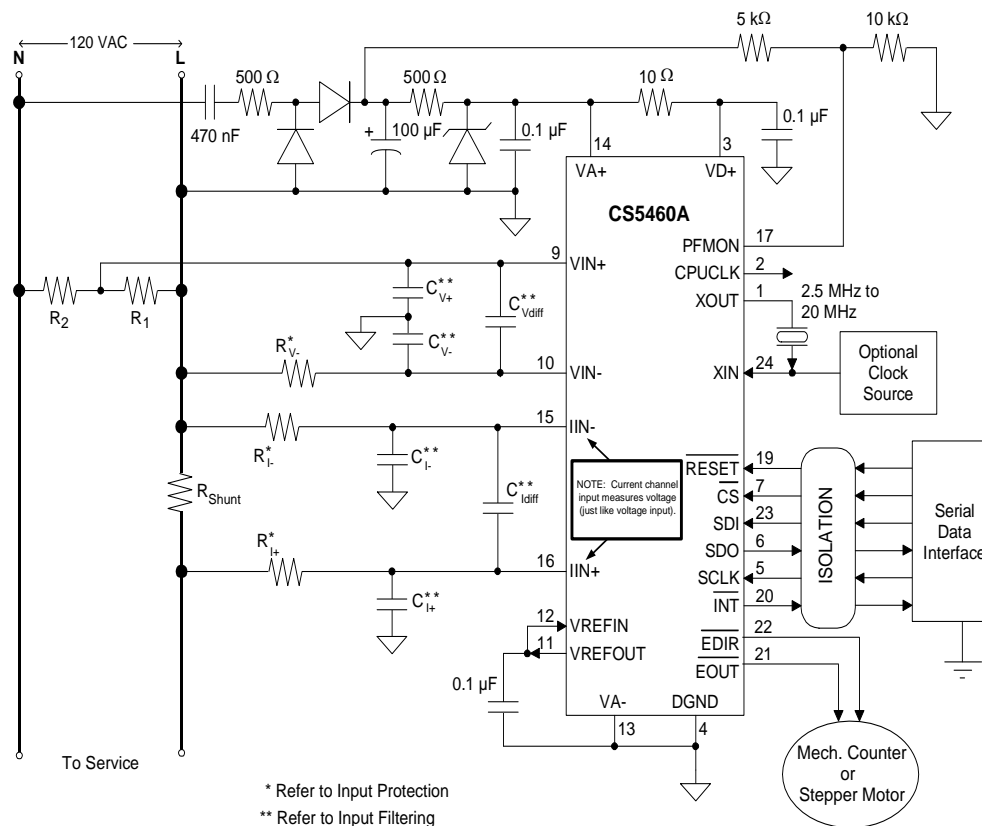 120 VAC
N
L
5 kΩ
10 kΩ
500 Ω
500 Ω
10 Ω
470 nF
+
100 µF
0.1 µF
0.1 µF
14
3
VA+
VD+
CS5460A
PFMON
17
CPUCLK
2
XOUT
1
2.5 MHz to
20 MHz
XIN
24
Optional
Clock
Source
9
VIN+
R2
R1
C**V+
C**Vdiff
C**V-
R*V-
10
VIN-
15
IIN-
R*I-
C**I-
C**Idiff
RShunt
NOTE: Current channel
input measures voltage
(just like voltage input).
R*I+
16
IIN+
C**I+
RESET
19
CS
7
SDI
23
SDO
6
SCLK
5
INT
20
ISOLATION
Serial
Data
Interface
12
VREFIN
11
VREFOUT
EDIR
22
EOUT
21
0.1 µF
VA-
13
DGND
4
Mech. Counter
or
Stepper Motor
To Service
* Refer to Input Protection
** Refer to Input Filtering